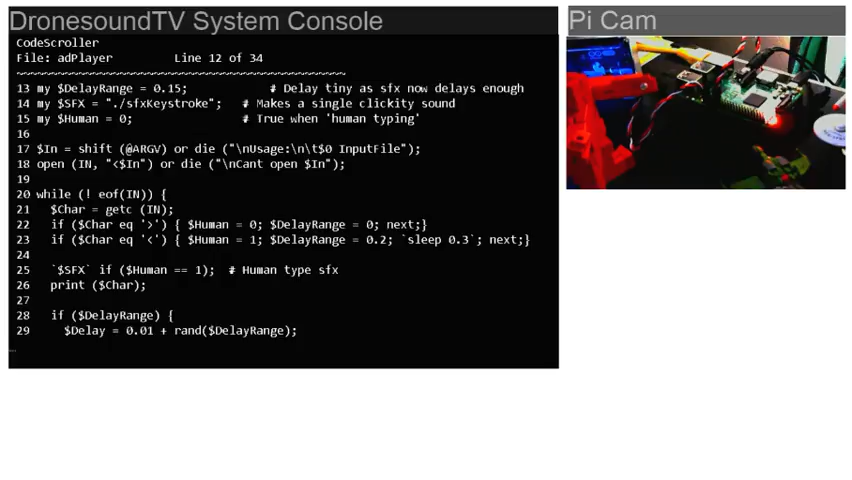 DronesoundTV System Console
Pi Cam
CodeScroller
File: adPlayer Line 12 of 34
~~~~~~~~~~~~~~~~~~~~~~~~~~~~~~~~~~~~~~~~~~~~~~~~~
13 my $DelayRange = 0.15; # Delay tiny as sfx now delays enough
14 my $SFX = "./sfxKeystroke"; # Makes a single clickity sound
15 my $Human = 0; # True when 'human typing'
16
17 $In = shift (@ARGV) or die ("\nUsage:\n\t$0 InputFile");
18 open (IN, "<$In") or die ("\nCant open $In");
19
20 while (! eof(IN)) {
21 $Char = getc (IN);
22 if ($Char eq '>') { $Human = 0; $DelayRange = 0; next;}
23 if ($Char eq '<') { $Human = 1; $DelayRange = 0.2; `sleep 0.3`; next;}
24
25 `$SFX` if ($Human == 1); # Human type sfx
26 print ($Char);
27
28 if ($DelayRange) {
29 $Delay = 0.01 + rand($DelayRange);